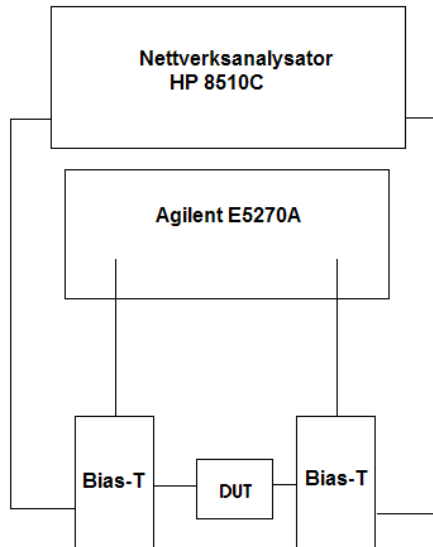 Nettverksanalysator
HP 8510C
Agilent E5270A
Bias-T
DUT
Bias-T